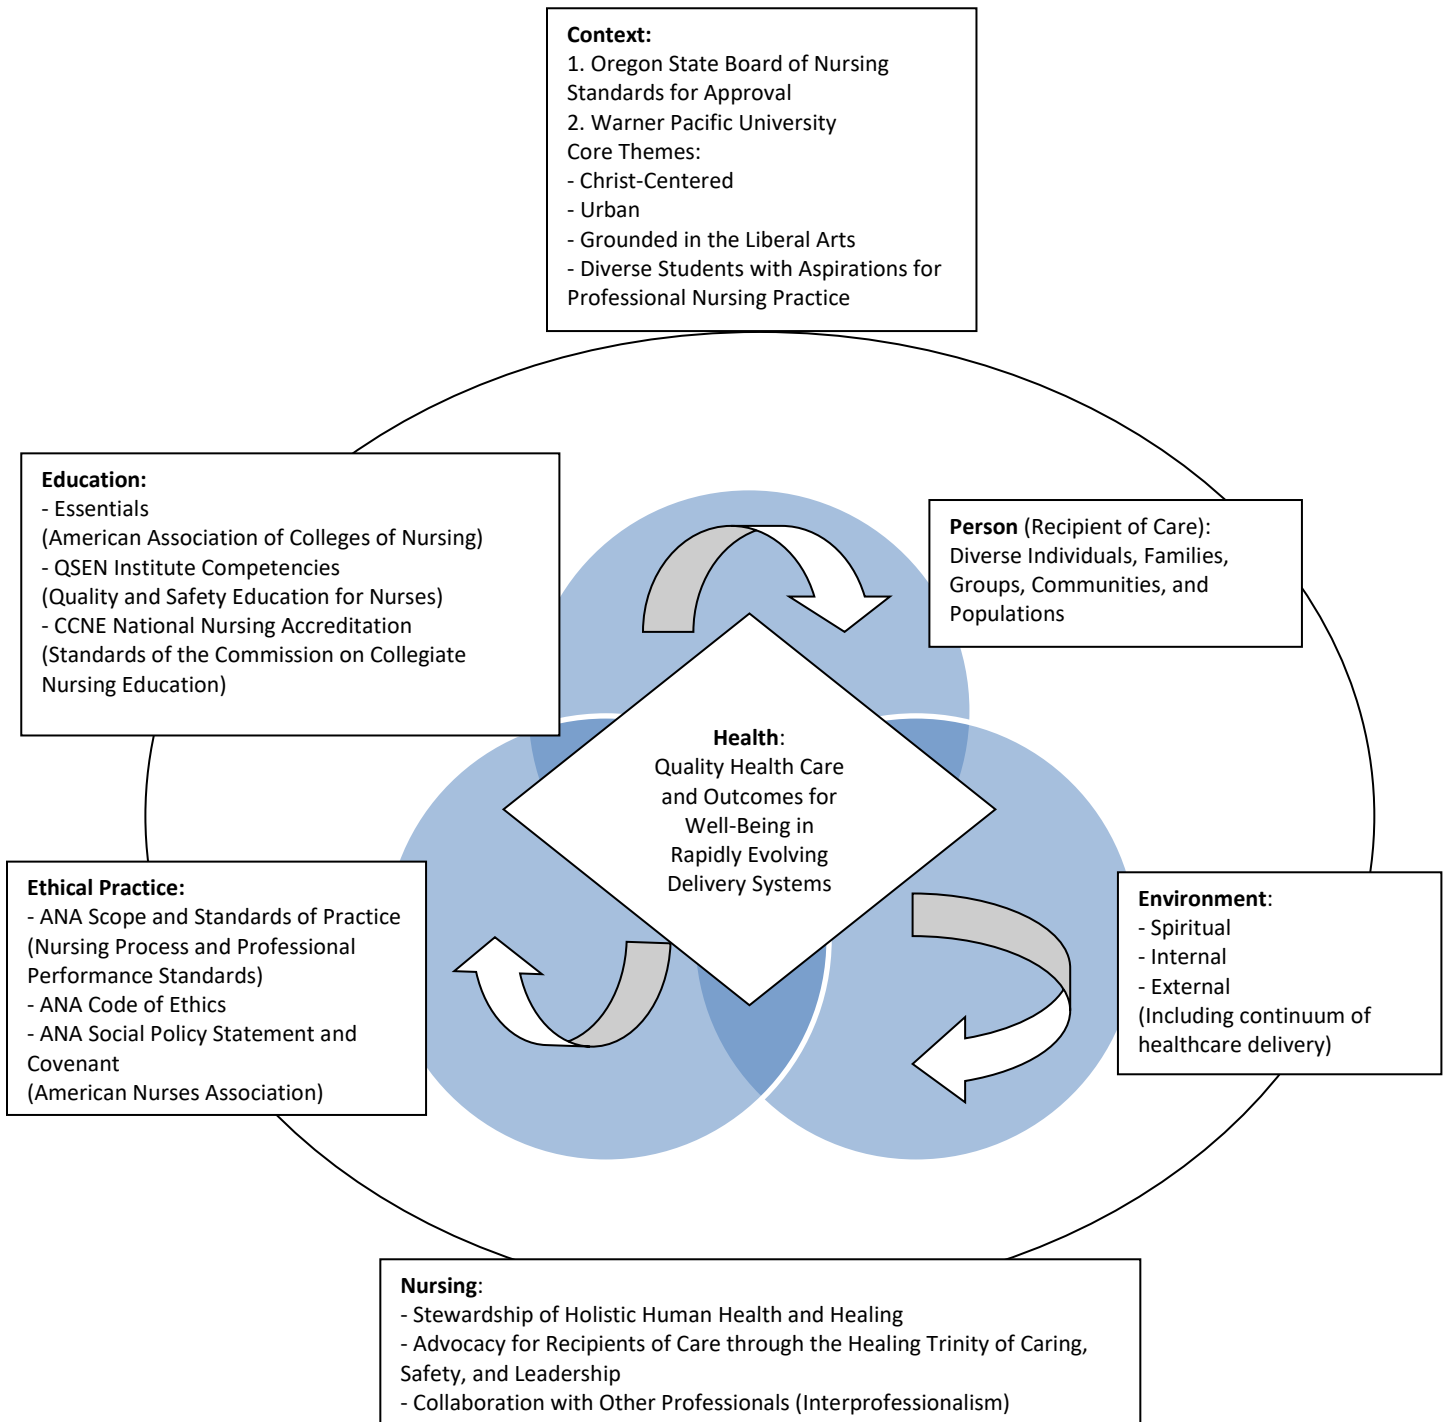 Context:
1. Oregon State Board of Nursing
Standards for Approval
2. Warner Pacific University
Core Themes:
- Christ-Centered
- Urban
- Grounded in the Liberal Arts
- Diverse Students with Aspirations for
Professional Nursing Practice
Education:
- Essentials
(American Association of Colleges of Nursing)
- QSEN Institute Competencies
(Quality and Safety Education for Nurses)
- CCNE National Nursing Accreditation
(Standards of the Commission on Collegiate
Nursing Education)
Person (Recipient of Care):
Diverse Individuals, Families,
Groups, Communities, and
Populations
Health:
Quality Health Care
and Outcomes for
Well-Being in
Rapidly Evolving
Delivery Systems
Ethical Practice:
- ANA Scope and Standards of Practice
(Nursing Process and Professional
Performance Standards)
- ANA Code of Ethics
- ANA Social Policy Statement and
Covenant
(American Nurses Association)
Environment:
- Spiritual
- Internal
- External
(Including continuum of
healthcare delivery)
Nursing:
- Stewardship of Holistic Human Health and Healing
- Advocacy for Recipients of Care through the Healing Trinity of Caring,
Safety, and Leadership
- Collaboration with Other Professionals (Interprofessionalism)